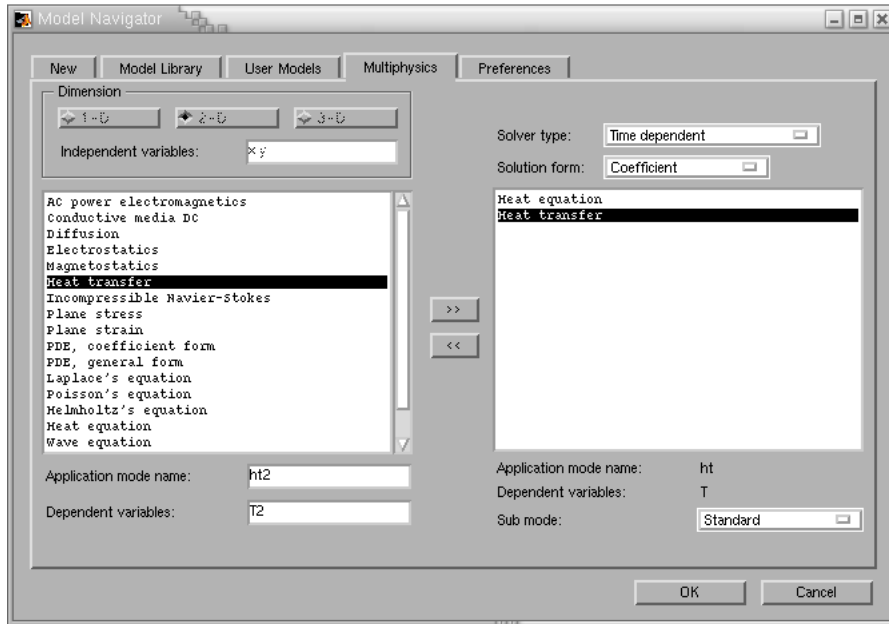 Model Navigator
New Model Library User Models Multiphysics Preferences
Dimension
1-D 2-D 3-D
Independent variables: x y
AC power electromagnetics
Conductive media DC
Diffusion
Electrostatics
Magnetostatics
Heat transfer
Incompressible Navier-Stokes
Plane stress
Plane strain
PDE, coefficient form
PDE, general form
Laplace's equation
Poisson's equation
Helmholtz's equation
Heat equation
Wave equation
Application mode name: ht2
Dependent variables: T2
>>
<<
Solver type: Time dependent
Solution form: Coefficient
Heat equation
Heat transfer
Application mode name: ht
Dependent variables: T
Sub mode: Standard
OK Cancel